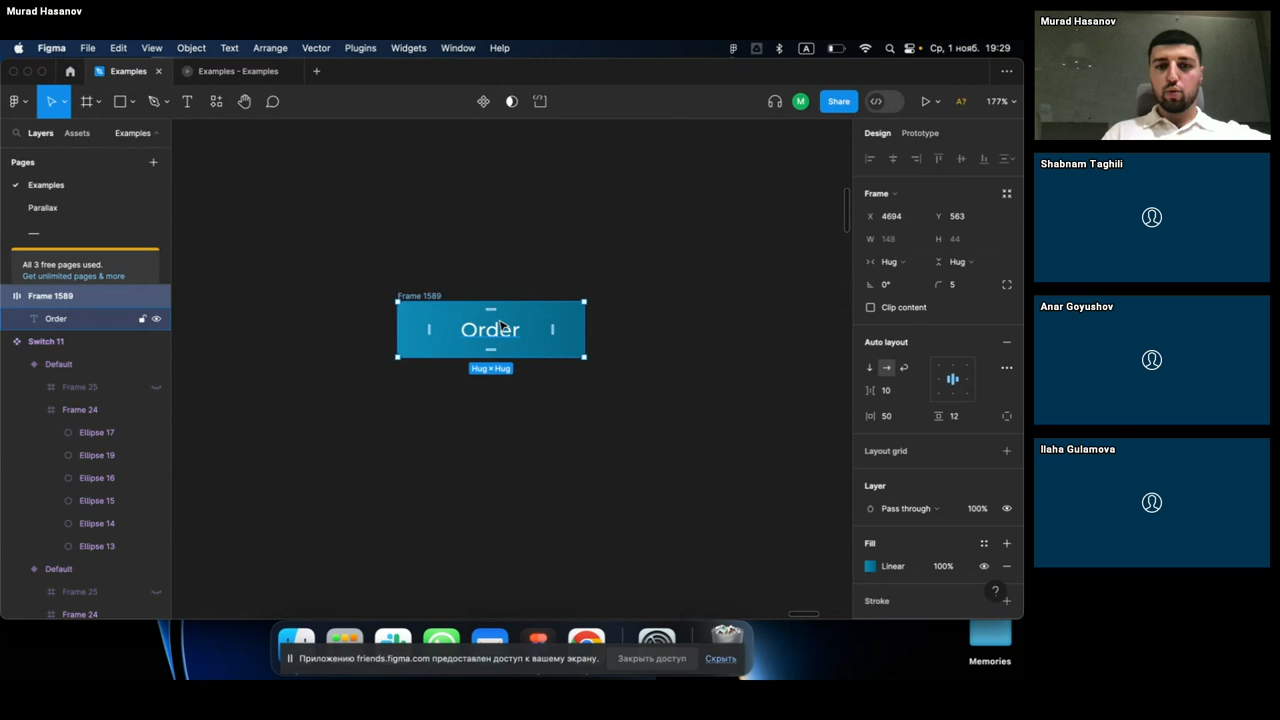 Murad Hasanov
Figma File Edit View Object Text Arrange Vector Plugins Widgets Window Help
A
Ср, 1 нояб. 19:29
Examples
Examples - Examples
M
Share
A?
177%
Layers Assets Examples
Pages
Examples
Parallax
—
All 3 free pages used.
Get unlimited pages & more
Frame 1589
Order
Switch 11
Default
Frame 25
Frame 24
Ellipse 17
Ellipse 19
Ellipse 16
Ellipse 15
Ellipse 14
Ellipse 13
Default
Frame 25
Frame 24
Frame 1589
Order
Hug × Hug
Design Prototype
Frame
X 4694 Y 563
W 148 H 44
Hug Hug
0° 5
Clip content
Auto layout
10
50 12
Layout grid
Layer
Pass through 100%
Fill
Linear 100%
?
Stroke
Приложению friends.figma.com предоставлен доступ к вашему экрану. Закрыть доступ Скрыть
Memories
Murad Hasanov
Shabnam Taghili
Anar Goyushov
Ilaha Gulamova